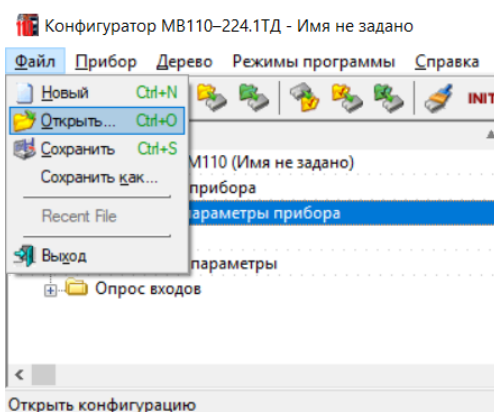 Конфигуратор МВ110–224.1ТД - Имя не задано
Файл Прибор Дерево Режимы программы Справка
Новый Ctrl+N
INIT
Открыть... Ctrl+O
Сохранить Ctrl+S
М110 (Имя не задано)
Сохранить как...
прибора
Recent File
параметры прибора
Выход
параметры
Опрос входов
Открыть конфигурацию